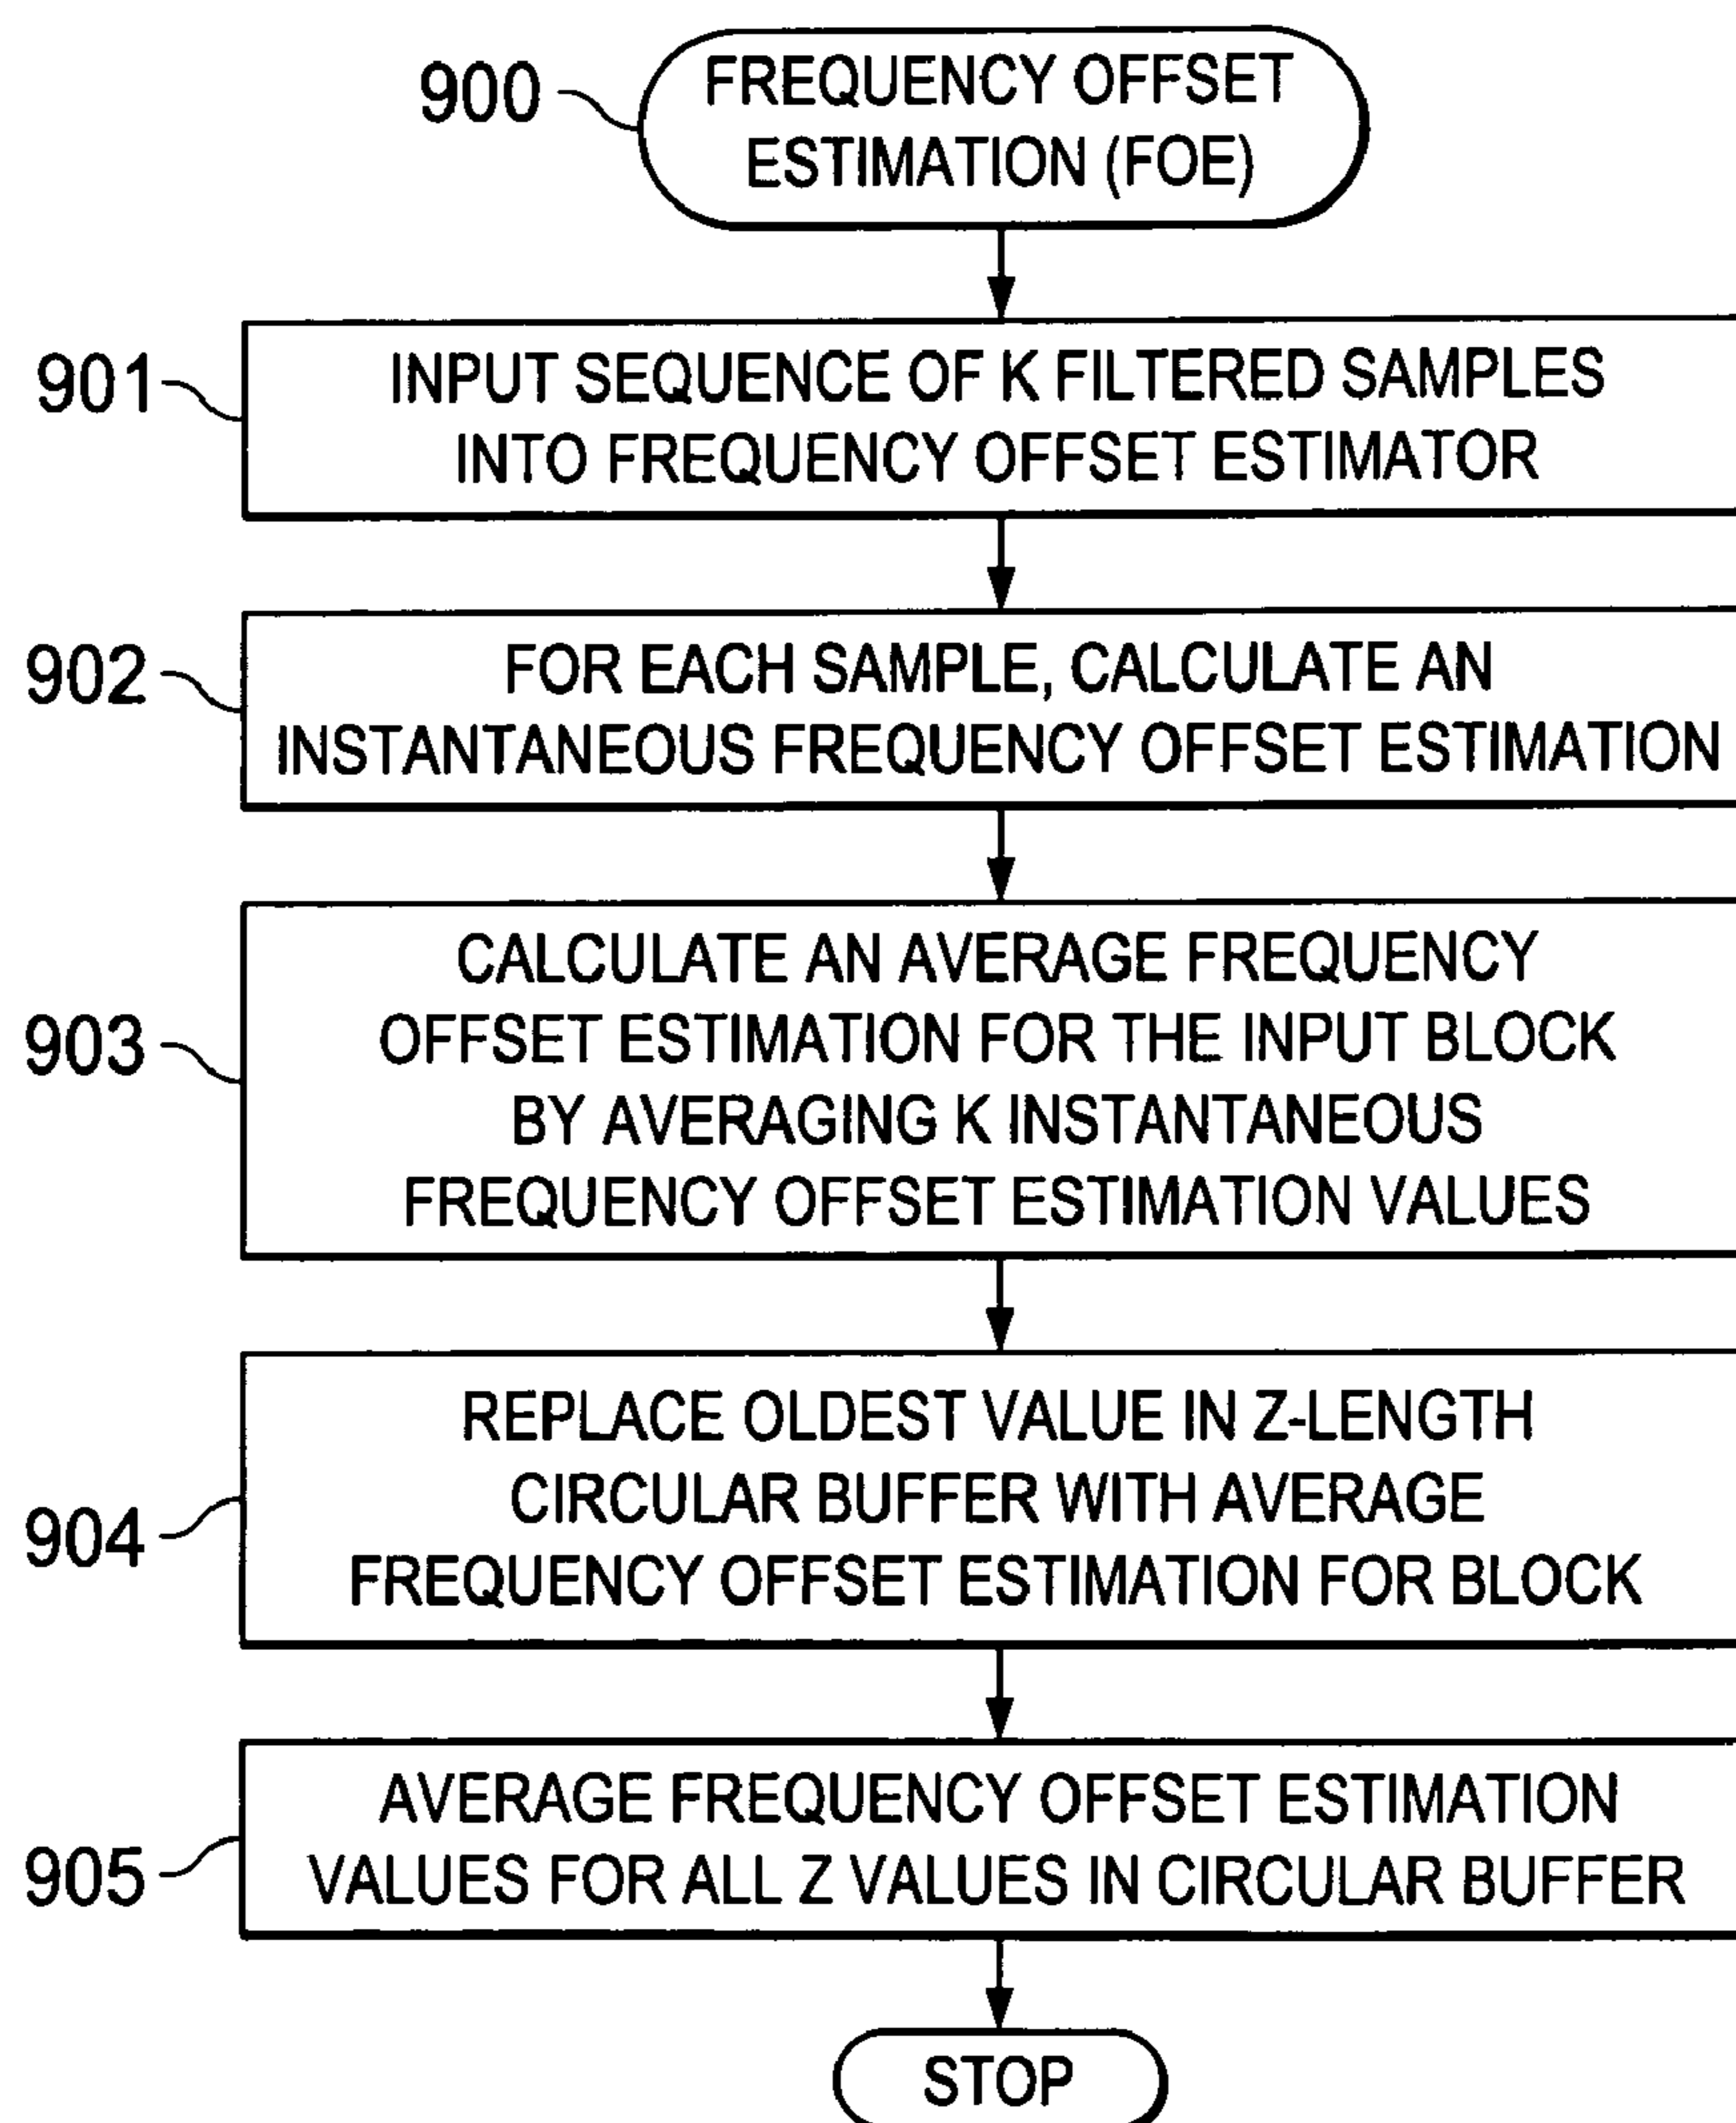 900
FREQUENCY OFFSET
ESTIMATION (FOE)
901
INPUT SEQUENCE OF K FILTERED SAMPLES
INTO FREQUENCY OFFSET ESTIMATOR
902
FOR EACH SAMPLE, CALCULATE AN
INSTANTANEOUS FREQUENCY OFFSET ESTIMATION
903
CALCULATE AN AVERAGE FREQUENCY
OFFSET ESTIMATION FOR THE INPUT BLOCK
BY AVERAGING K INSTANTANEOUS
FREQUENCY OFFSET ESTIMATION VALUES
904
REPLACE OLDEST VALUE IN Z-LENGTH
CIRCULAR BUFFER WITH AVERAGE
FREQUENCY OFFSET ESTIMATION FOR BLOCK
905
AVERAGE FREQUENCY OFFSET ESTIMATION
VALUES FOR ALL Z VALUES IN CIRCULAR BUFFER
STOP